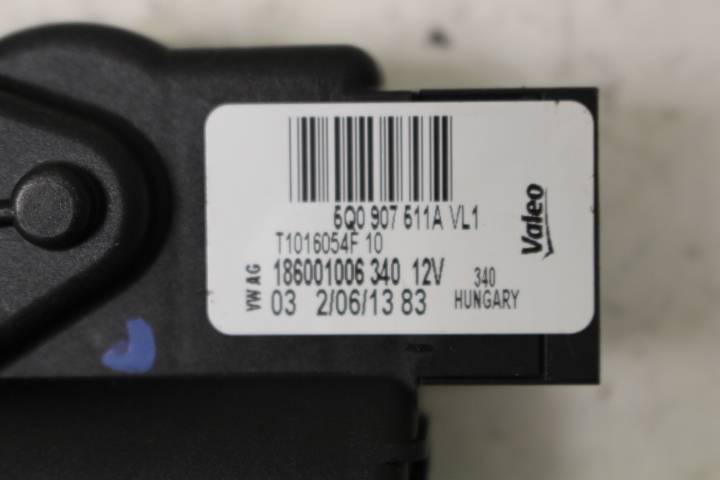 5Q0 907 511A VL1
T1016054F 10
186001006 340 12V
03 2/06/13 83
VW AG
340
HUNGARY
Valeo